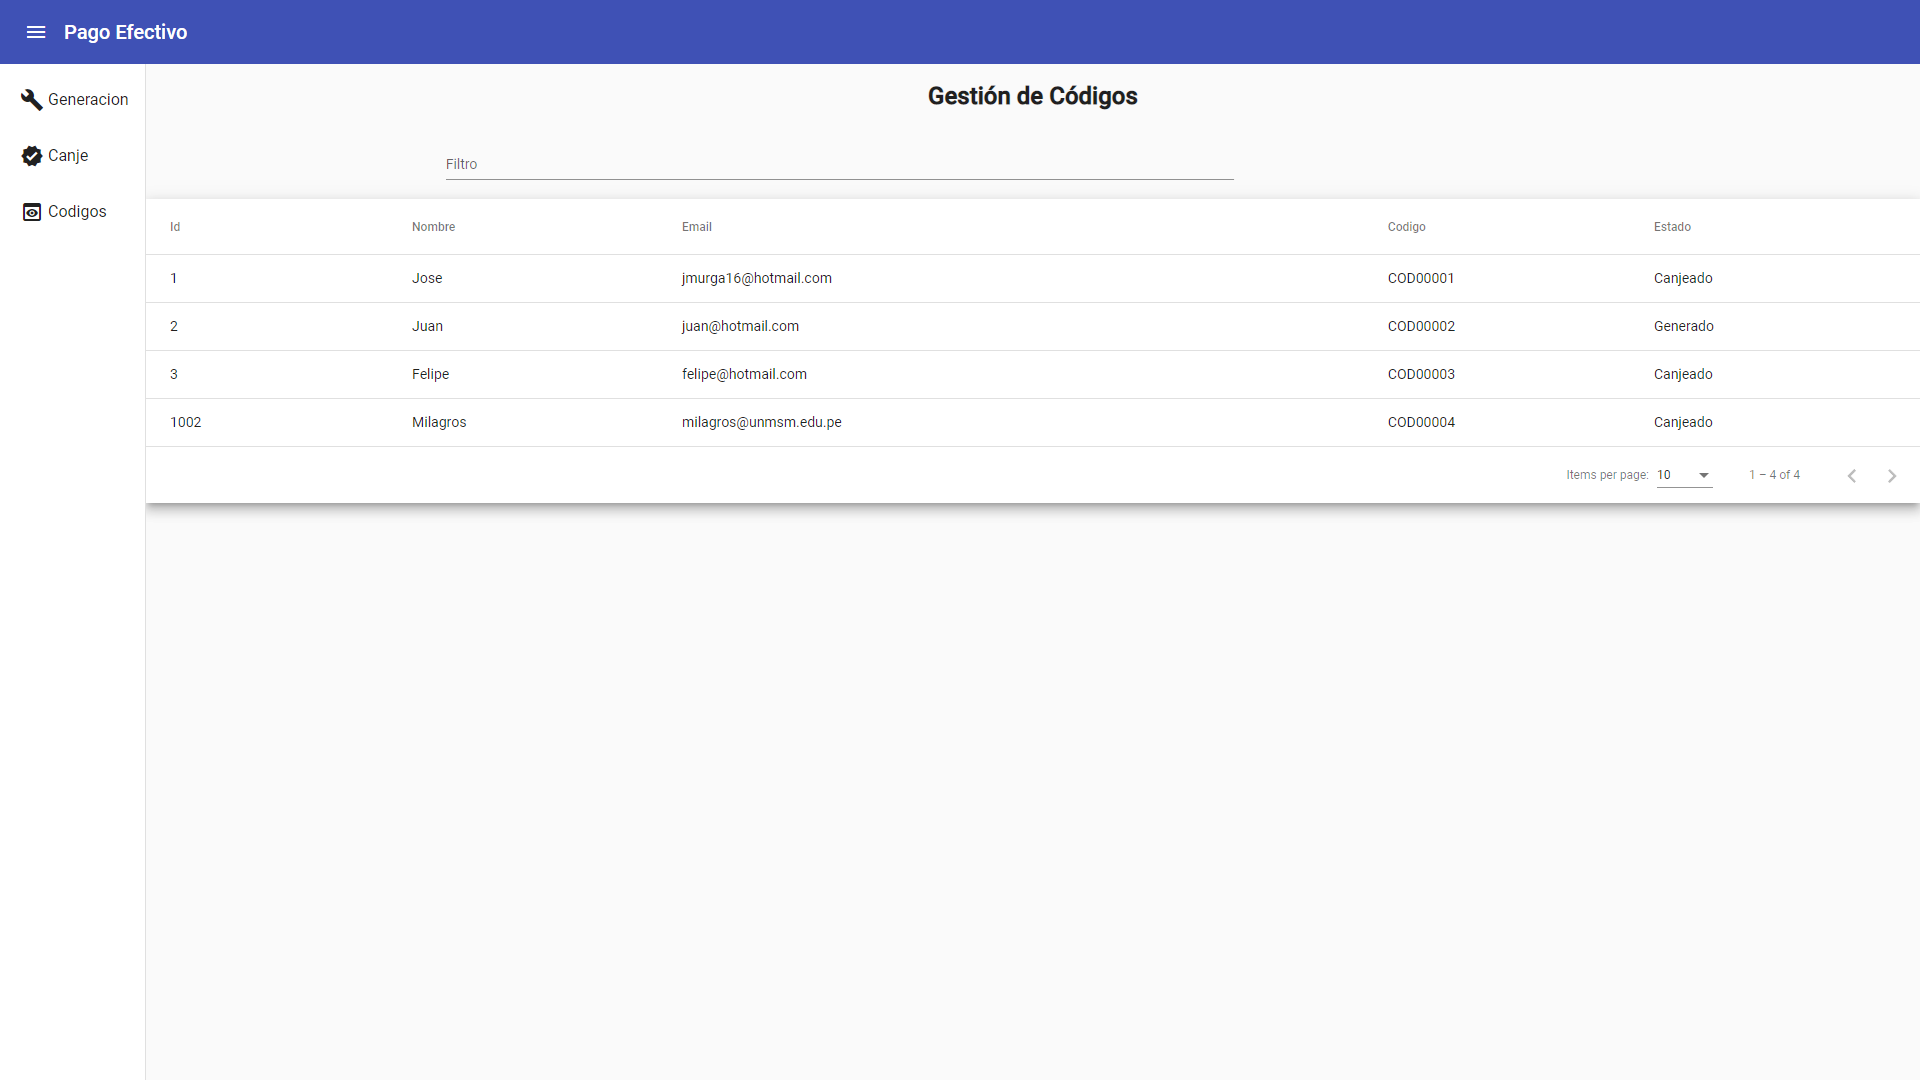 Pago Efectivo
Generacion
Canje
Codigos
Gestión de Códigos
Filtro
Id Nombre Email Codigo Estado
1 Jose jmurga16@hotmail.com COD00001 Canjeado
2 Juan juan@hotmail.com COD00002 Generado
3 Felipe felipe@hotmail.com COD00003 Canjeado
1002 Milagros milagros@unmsm.edu.pe COD00004 Canjeado
Items per page: 10 1 – 4 of 4